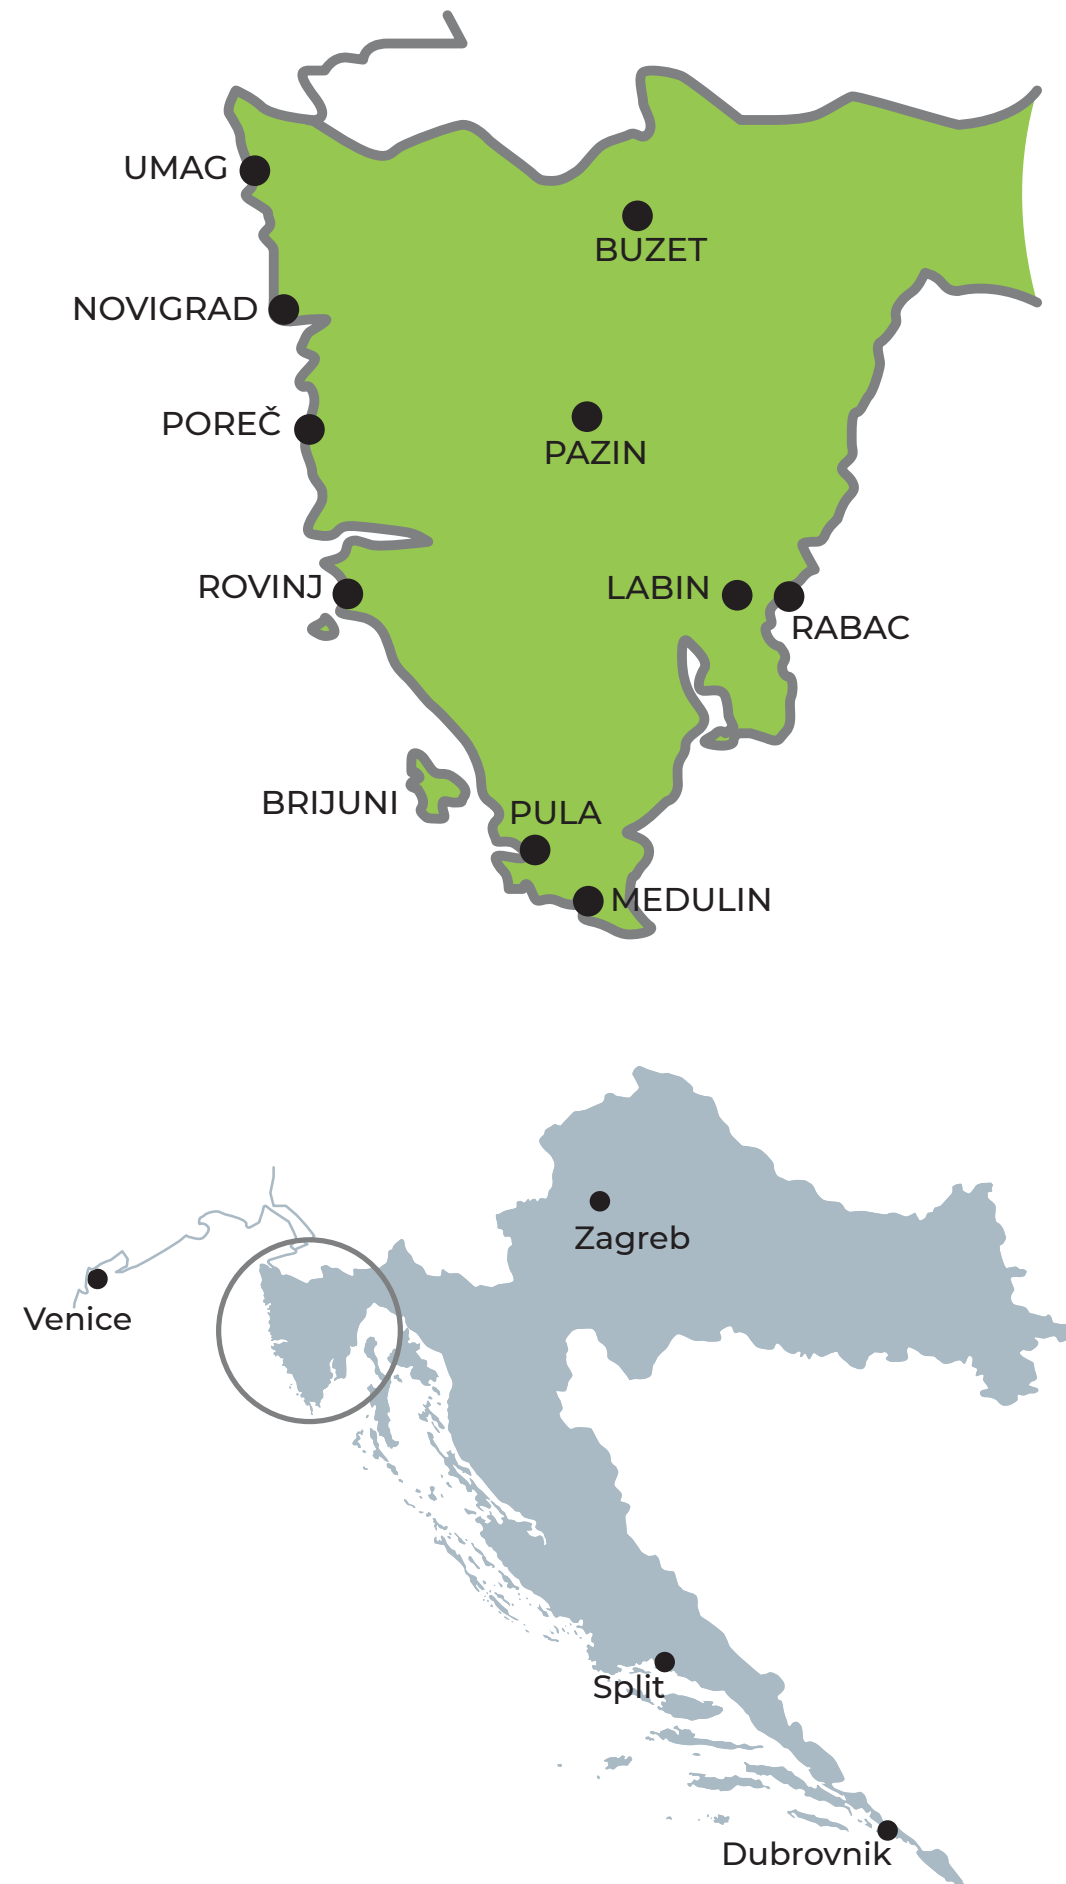 UMAG
BUZET
NOVIGRAD
POREČ
PAZIN
ROVINJ
LABIN
RABAC
BRIJUNI
PULA
MEDULIN
Zagreb
Venice
Split
Dubrovnik